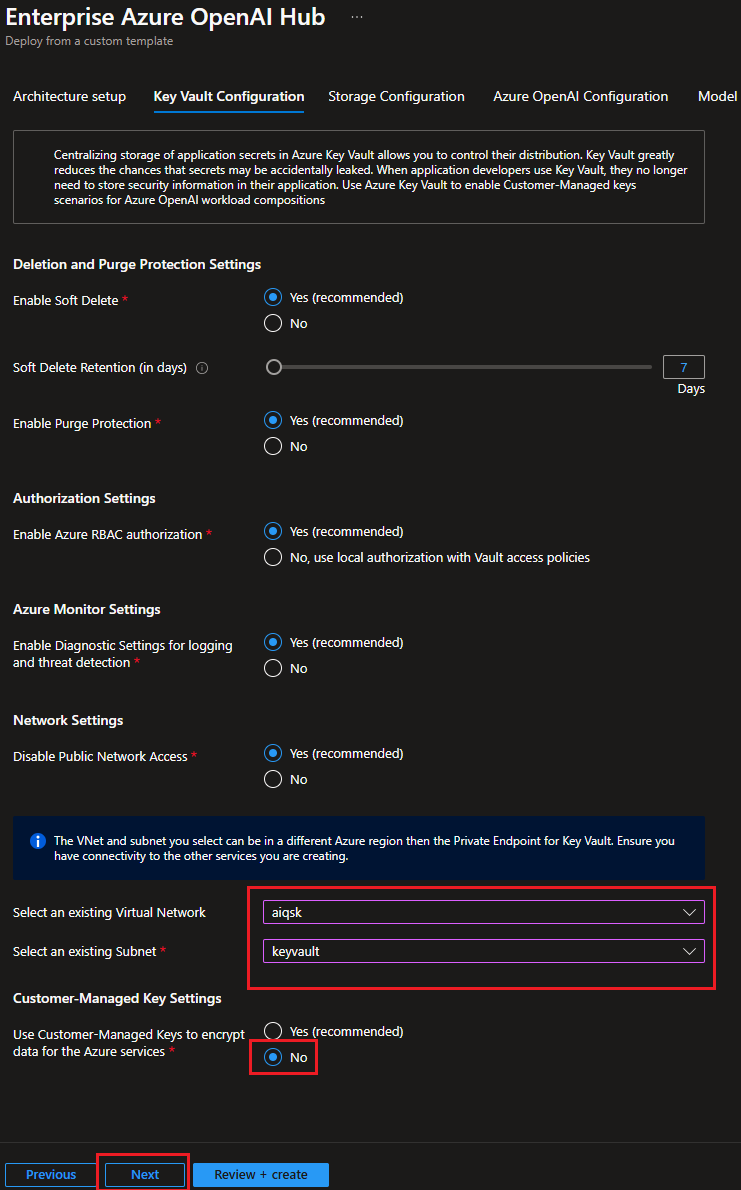 Enterprise Azure OpenAI Hub ...
Deploy from a custom template
Architecture setup Key Vault Configuration Storage Configuration Azure OpenAI Configuration Model
Centralizing storage of application secrets in Azure Key Vault allows you to control their distribution. Key Vault greatly
reduces the chances that secrets may be accidentally leaked. When application developers use Key Vault, they no longer
need to store security information in their application. Use Azure Key Vault to enable Customer-Managed keys
scenarios for Azure OpenAI workload compositions
Deletion and Purge Protection Settings
Enable Soft Delete *
Yes (recommended)
No
Soft Delete Retention (in days)
7
Days
Enable Purge Protection *
Yes (recommended)
No
Authorization Settings
Enable Azure RBAC authorization *
Yes (recommended)
No, use local authorization with Vault access policies
Azure Monitor Settings
Enable Diagnostic Settings for logging
and threat detection *
Yes (recommended)
No
Network Settings
Disable Public Network Access *
Yes (recommended)
No
The VNet and subnet you select can be in a different Azure region then the Private Endpoint for Key Vault. Ensure you
have connectivity to the other services you are creating.
Select an existing Virtual Network
aiqsk
Select an existing Subnet *
keyvault
Customer-Managed Key Settings
Use Customer-Managed Keys to encrypt
data for the Azure services *
Yes (recommended)
No
Previous Next Review + create